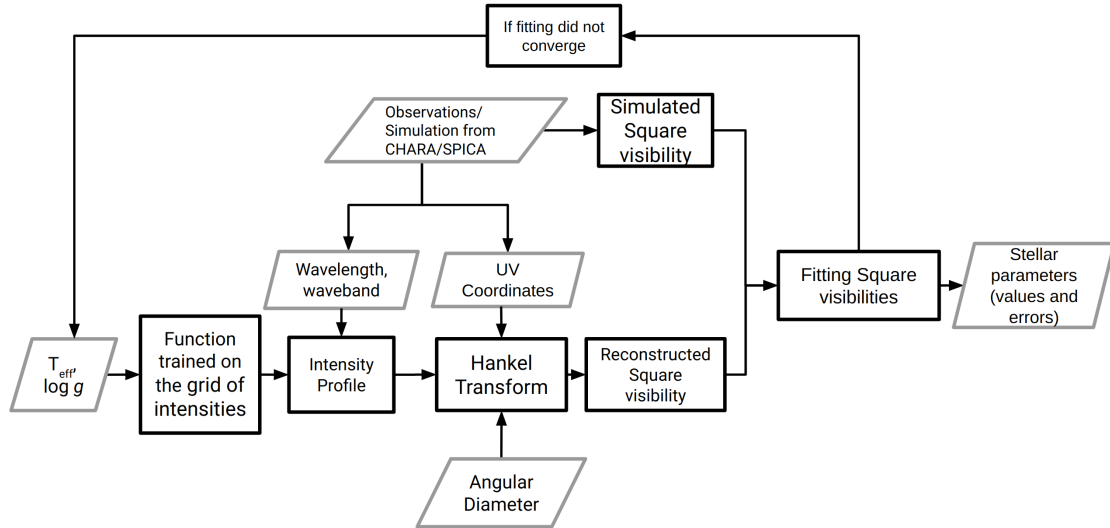 If fitting did not
converge
Observations/
Simulation from
CHARA/SPICA
Simulated
Square
visibility
Wavelength,
waveband
UV
Coordinates
Fitting Square
visibilities
Stellar
parameters
(values and
errors)
T_eff,
log g
Function
trained on
the grid of
intensities
Intensity
Profile
Hankel
Transform
Reconstructed
Square
visibility
Angular
Diameter